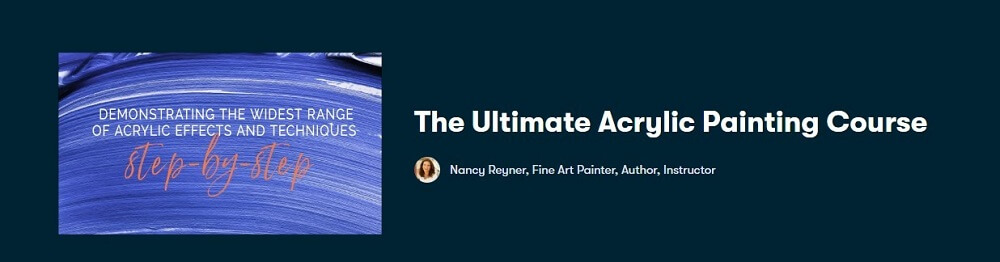 DEMONSTRATING THE WIDEST RANGE
OF ACRYLIC EFFECTS AND TECHNIQUES
step-by-step
The Ultimate Acrylic Painting Course
Nancy Reyner, Fine Art Painter, Author, Instructor